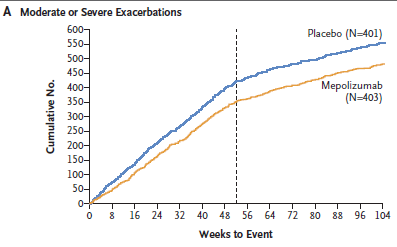 A Moderate or Severe Exacerbations
Cumulative No.
600
550
500
450
400
350
300
250
200
150
100
50
0
Placebo (N=401)
Mepolizumab
(N=403)
0 8 16 24 32 40 48 56 64 72 80 88 96 104
Weeks to Event